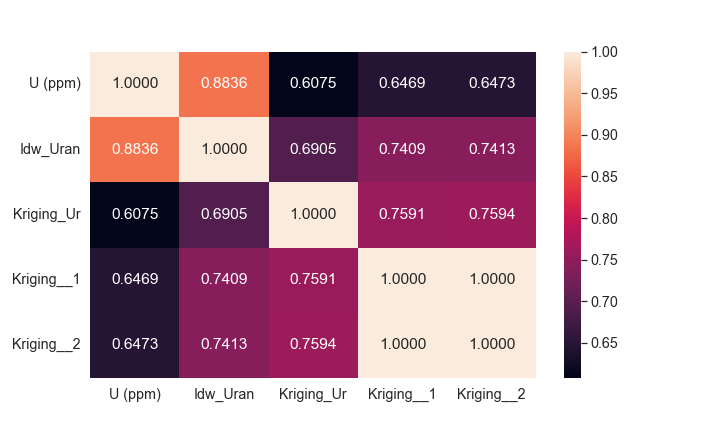 U (ppm) 1.0000 0.8836 0.6075 0.6469 0.6473
Idw_Uran 0.8836 1.0000 0.6905 0.7409 0.7413
Kriging_Ur 0.6075 0.6905 1.0000 0.7591 0.7594
Kriging__1 0.6469 0.7409 0.7591 1.0000 1.0000
Kriging__2 0.6473 0.7413 0.7594 1.0000 1.0000
U (ppm) Idw_Uran Kriging_Ur Kriging__1 Kriging__2
1.00
0.95
0.90
0.85
0.80
0.75
0.70
0.65